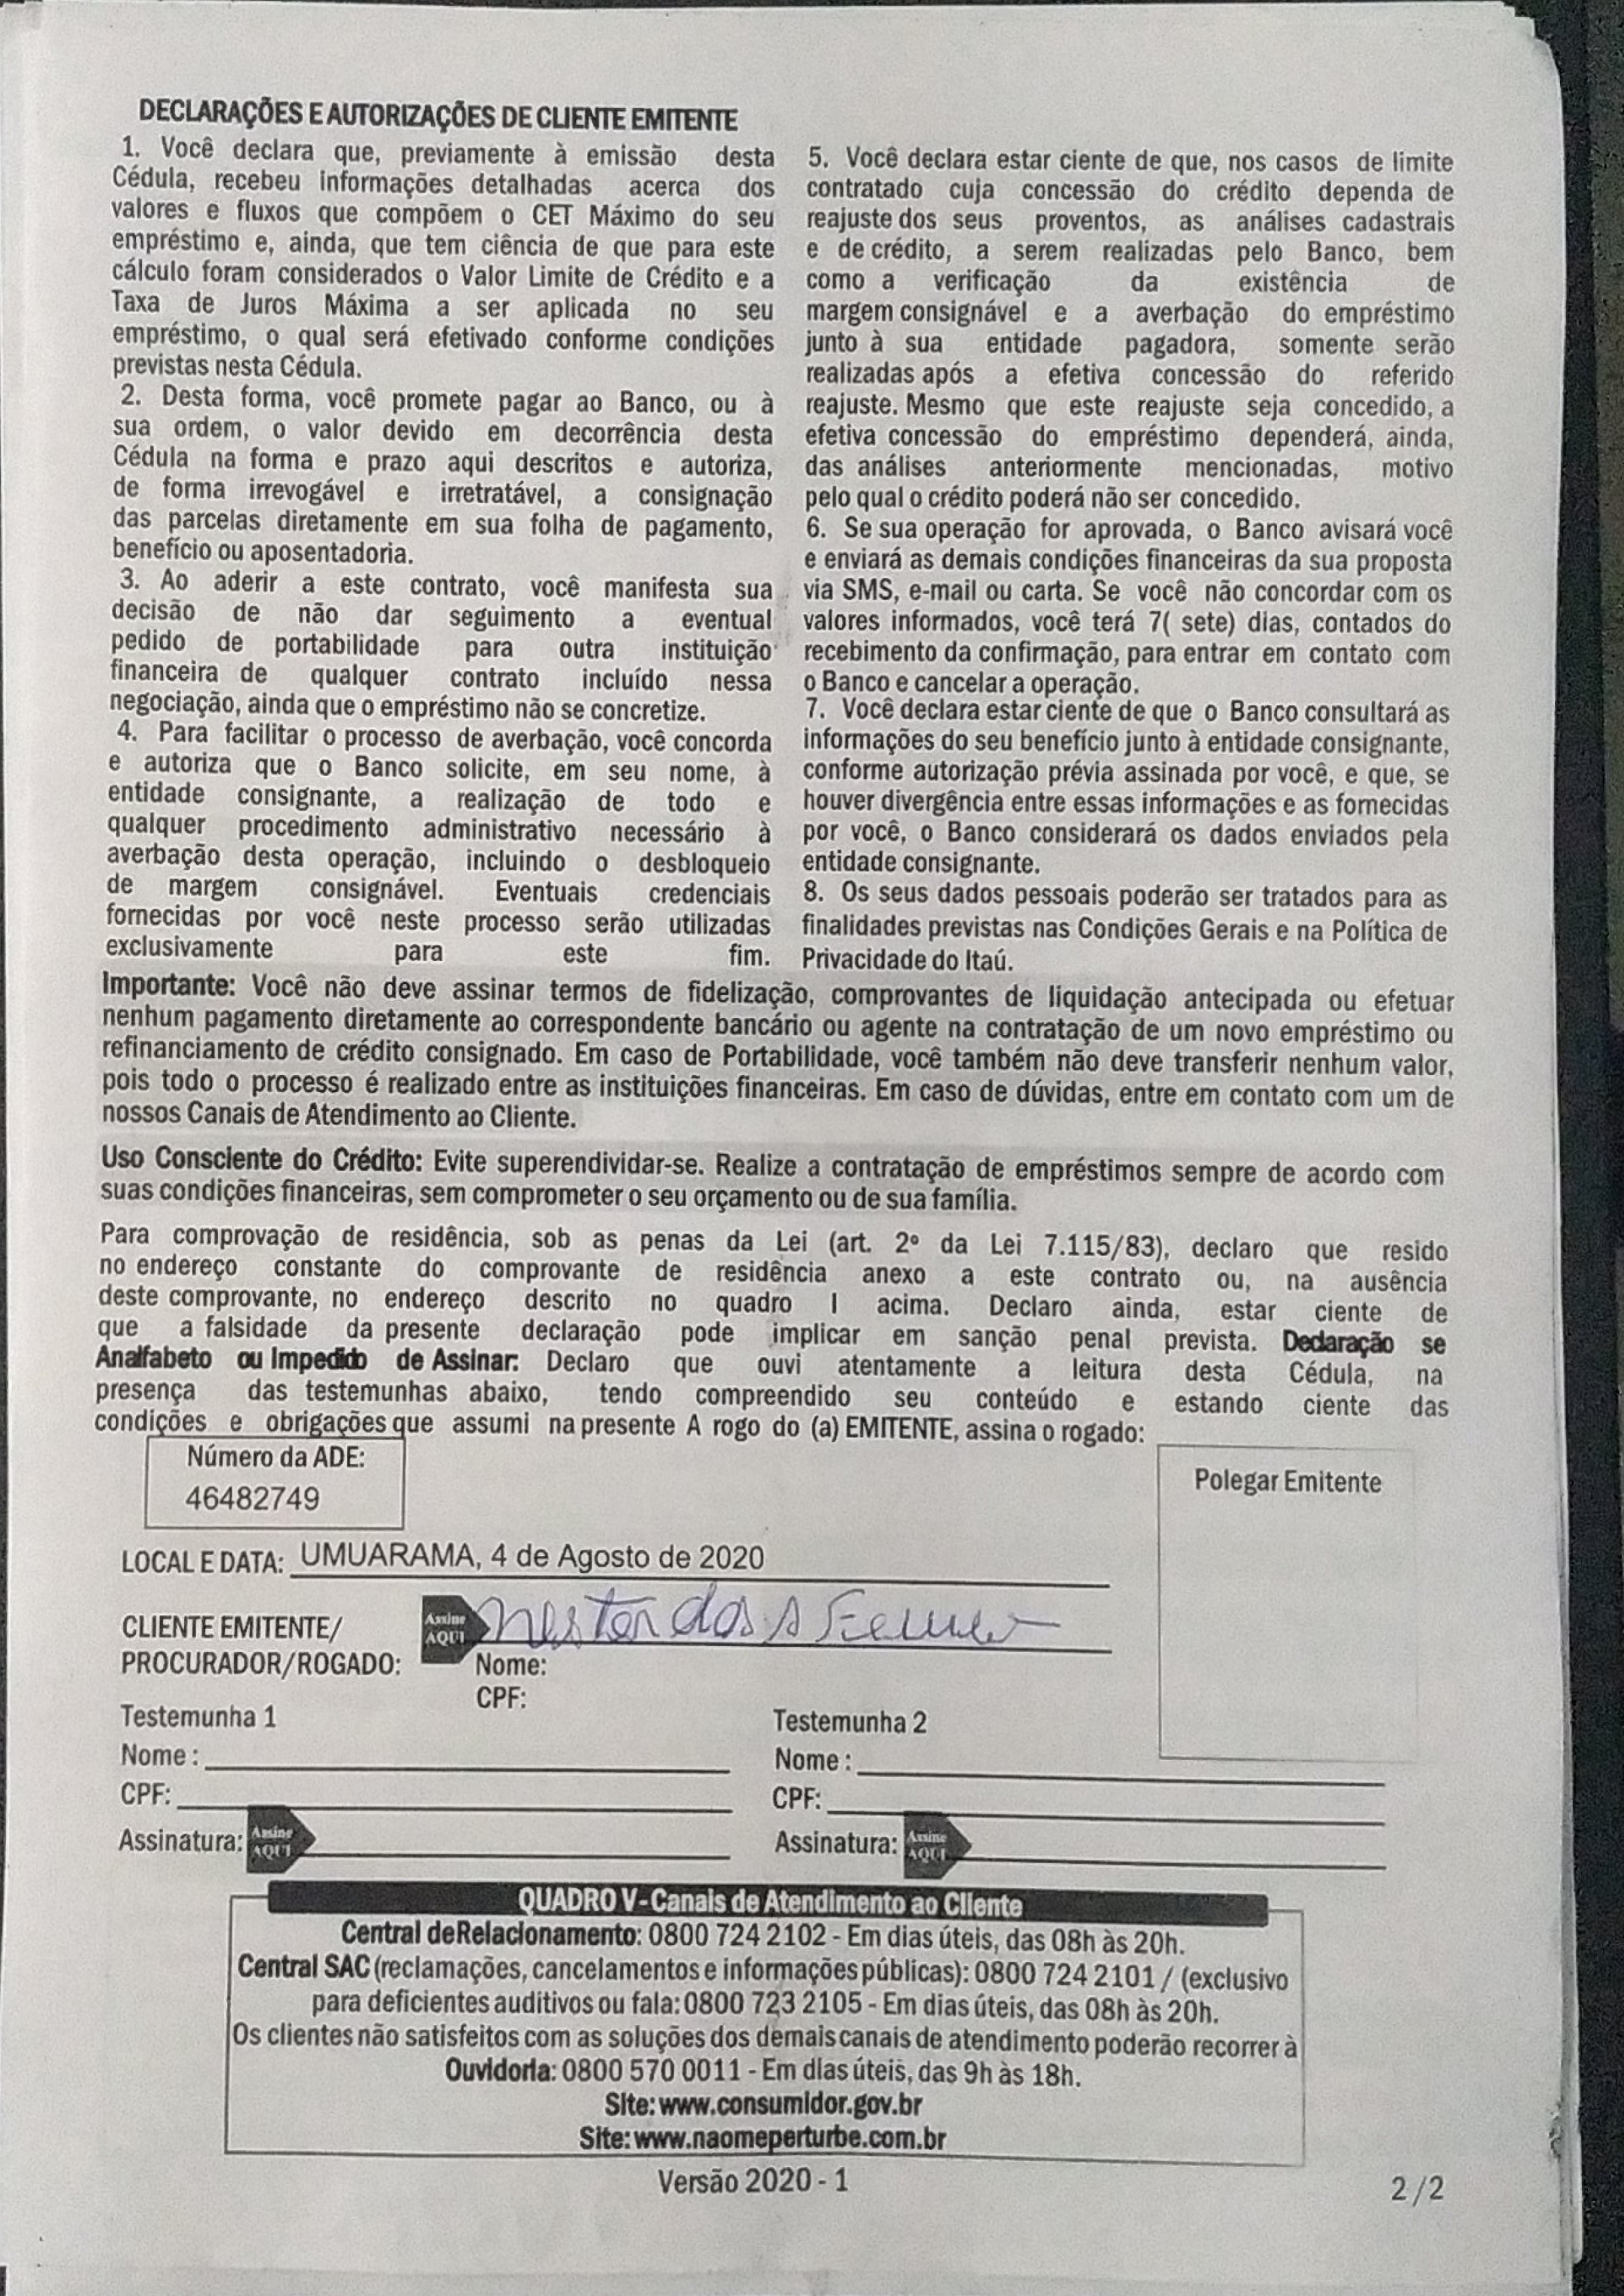 DECLARAÇÕES E AUTORIZAÇÕES DE CLIENTE EMITENTE
1. Você declara que, previamente à emissão desta
Cédula, recebeu informações detalhadas acerca dos
valores e fluxos que compõem o CET Máximo do seu
empréstimo e, ainda, que tem ciência de que para este
cálculo foram considerados o Valor Limite de Crédito e a
Taxa de Juros Máxima a ser aplicada no seu
empréstimo, o qual será efetivado conforme condições
previstas nesta Cédula.
2. Desta forma, você promete pagar ao Banco, ou à
sua ordem, o valor devido em decorrência desta
Cédula na forma e prazo aqui descritos e autoriza,
de forma irrevogável e irretratável, a consignação
das parcelas diretamente em sua folha de pagamento,
benefício ou aposentadoria.
3. Ao aderir a este contrato, você manifesta sua
decisão de não dar seguimento a eventual
pedido de portabilidade para outra instituição
financeira de qualquer contrato incluído nessa
negociação, ainda que o empréstimo não se concretize.
4. Para facilitar o processo de averbação, você concorda
e autoriza que o Banco solicite, em seu nome, à
entidade consignante, a realização de todo e
qualquer procedimento administrativo necessário à
averbação desta operação, incluindo o desbloqueio
de margem consignável. Eventuais credenciais
fornecidas por você neste processo serão utilizadas
exclusivamente para este fim.
5. Você declara estar ciente de que, nos casos de limite
contratado cuja concessão do crédito dependa de
reajuste dos seus proventos, as análises cadastrais
e de crédito, a serem realizadas pelo Banco, bem
como a verificação da existência de
margem consignável e a averbação do empréstimo
junto à sua entidade pagadora, somente serão
realizadas após a efetiva concessão do referido
reajuste. Mesmo que este reajuste seja concedido, a
efetiva concessão do empréstimo dependerá, ainda,
das análises anteriormente mencionadas, motivo
pelo qual o crédito poderá não ser concedido.
6. Se sua operação for aprovada, o Banco avisará você
e enviará as demais condições financeiras da sua proposta
via SMS, e-mail ou carta. Se você não concordar com os
valores informados, você terá 7( sete) dias, contados do
recebimento da confirmação, para entrar em contato com
o Banco e cancelar a operação.
7. Você declara estar ciente de que o Banco consultará as
informações do seu benefício junto à entidade consignante,
conforme autorização prévia assinada por você, e que, se
houver divergência entre essas informações e as fornecidas
por você, o Banco considerará os dados enviados pela
entidade consignante.
8. Os seus dados pessoais poderão ser tratados para as
finalidades previstas nas Condições Gerais e na Política de
Privacidade do Itaú.
Importante: Você não deve assinar termos de fidelização, comprovantes de liquidação antecipada ou efetuar
nenhum pagamento diretamente ao correspondente bancário ou agente na contratação de um novo empréstimo ou
refinanciamento de crédito consignado. Em caso de Portabilidade, você também não deve transferir nenhum valor,
pois todo o processo é realizado entre as instituições financeiras. Em caso de dúvidas, entre em contato com um de
nossos Canais de Atendimento ao Cliente.
Uso Consciente do Crédito: Evite superendividar-se. Realize a contratação de empréstimos sempre de acordo com
suas condições financeiras, sem comprometer o seu orçamento ou de sua família.
Para comprovação de residência, sob as penas da Lei (art. 2º da Lei 7.115/83), declaro que resido
no endereço constante do comprovante de residência anexo a este contrato ou, na ausência
deste comprovante, no endereço descrito no quadro I acima. Declaro ainda, estar ciente de
que a falsidade da presente declaração pode implicar em sanção penal prevista. Declaração se
Analfabeto ou Impedido de Assinar: Declaro que ouvi atentamente a leitura desta Cédula, na
presença das testemunhas abaixo, tendo compreendido seu conteúdo e estando ciente das
condições e obrigações que assumi na presente A rogo do (a) EMITENTE, assina o rogado:
Número da ADE:
46482749
Polegar Emitente
LOCAL E DATA: UMUARAMA, 4 de Agosto de 2020
CLIENTE EMITENTE/
PROCURADOR/ROGADO:
Assine
AQUI
Nestor dos S
Nome:
CPF:
Testemunha 1
Nome :
CPF:
Assinatura: Assine
AQUI
Testemunha 2
Nome :
CPF:
Assinatura: Assine
AQUI
QUADRO V - Canais de Atendimento ao Cliente
Central de Relacionamento: 0800 724 2102 - Em dias úteis, das 08h às 20h.
Central SAC (reclamações, cancelamentos e informações públicas): 0800 724 2101 / (exclusivo
para deficientes auditivos ou fala: 0800 723 2105 - Em dias úteis, das 08h às 20h.
Os clientes não satisfeitos com as soluções dos demais canais de atendimento poderão recorrer à
Ouvidoria: 0800 570 0011 - Em dias úteis, das 9h às 18h.
Site: www.consumidor.gov.br
Site: www.naomeperturbe.com.br
Versão 2020 - 1
2/2